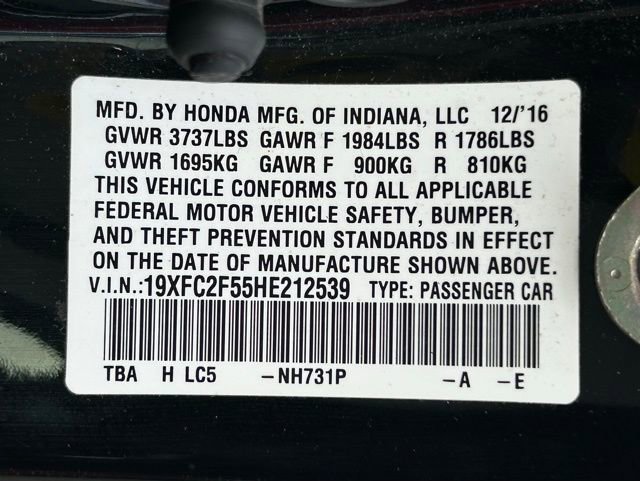 MFD. BY HONDA MFG. OF INDIANA, LLC 12/'16
GVWR 3737LBS GAWR F 1984LBS R 1786LBS
GVWR 1695KG GAWR F 900KG R 810KG
THIS VEHICLE CONFORMS TO ALL APPLICABLE
FEDERAL MOTOR VEHICLE SAFETY, BUMPER,
AND THEFT PREVENTION STANDARDS IN EFFECT
ON THE DATE OF MANUFACTURE SHOWN ABOVE.
V.I.N.:19XFC2F55HE212539 TYPE: PASSENGER CAR
TBA H LC5 -NH731P -A -E